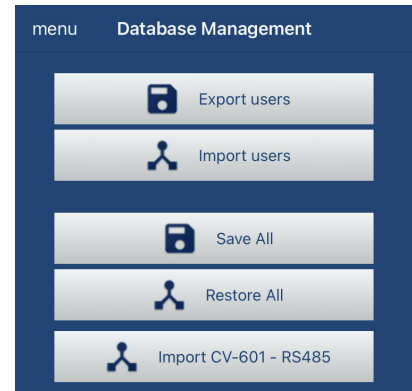 menu Database Management
Export users
Import users
Save All
Restore All
Import CV-601 - RS485